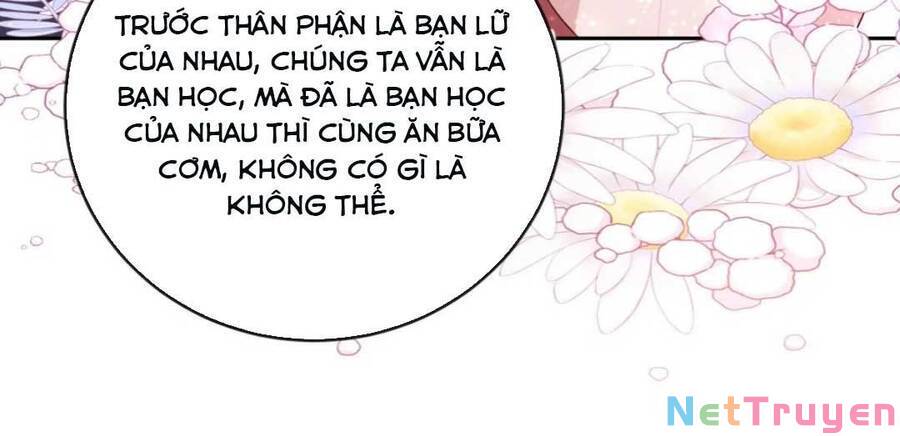 TRƯỚC THÂN PHẬN LÀ BẠN LỮ
CỦA NHAU, CHÚNG TA VẪN LÀ
BẠN HỌC, MÀ ĐÃ LÀ BẠN HỌC
CỦA NHAU THÌ CÙNG ĂN BỮA
CƠM, KHÔNG CÓ GÌ LÀ
KHÔNG THỂ.
NetTruyen